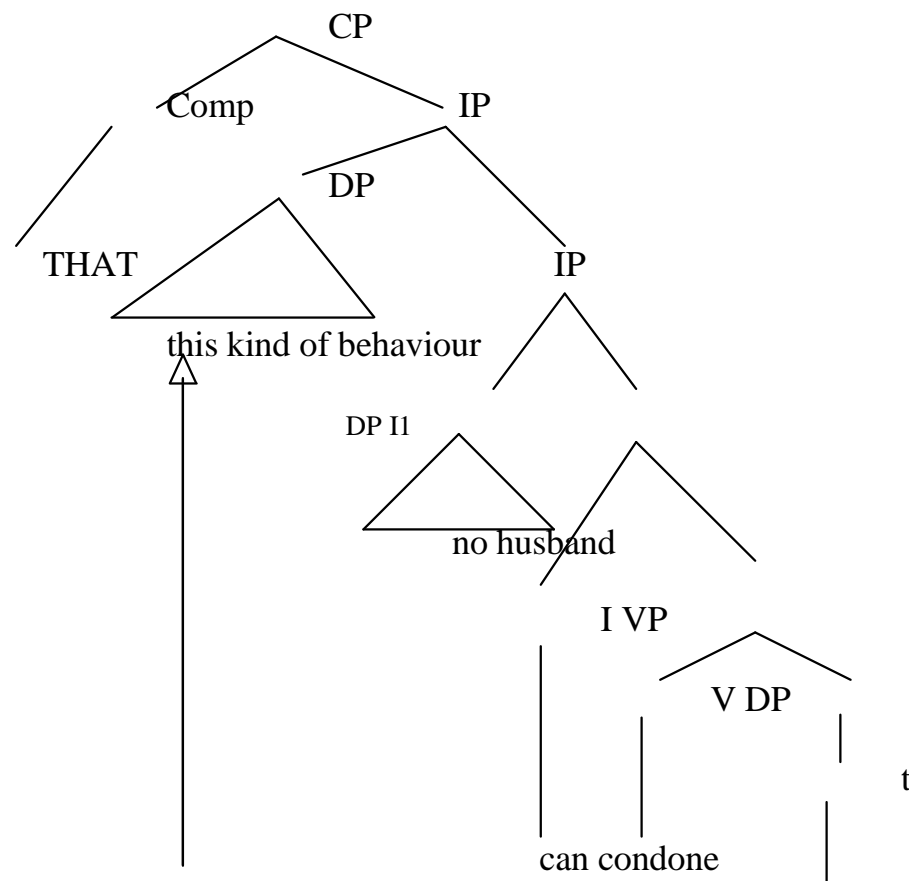 CP
Comp IP
DP
THAT IP
this kind of behaviour
DP I1
no husband
I VP
V DP
t
can condone